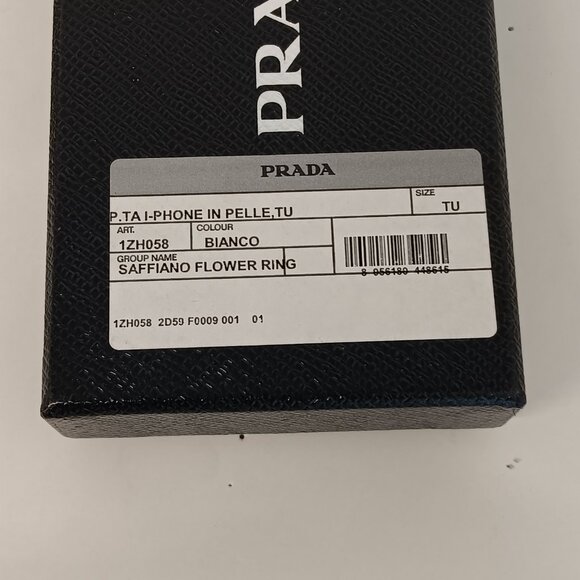 PRA
PRADA
P.TA I-PHONE IN PELLE,TU
SIZE
TU
ART.
1ZH058
COLOUR
BIANCO
GROUP NAME
SAFFIANO FLOWER RING
8 056180 448615
1ZH058 2D59 F0009 001 01